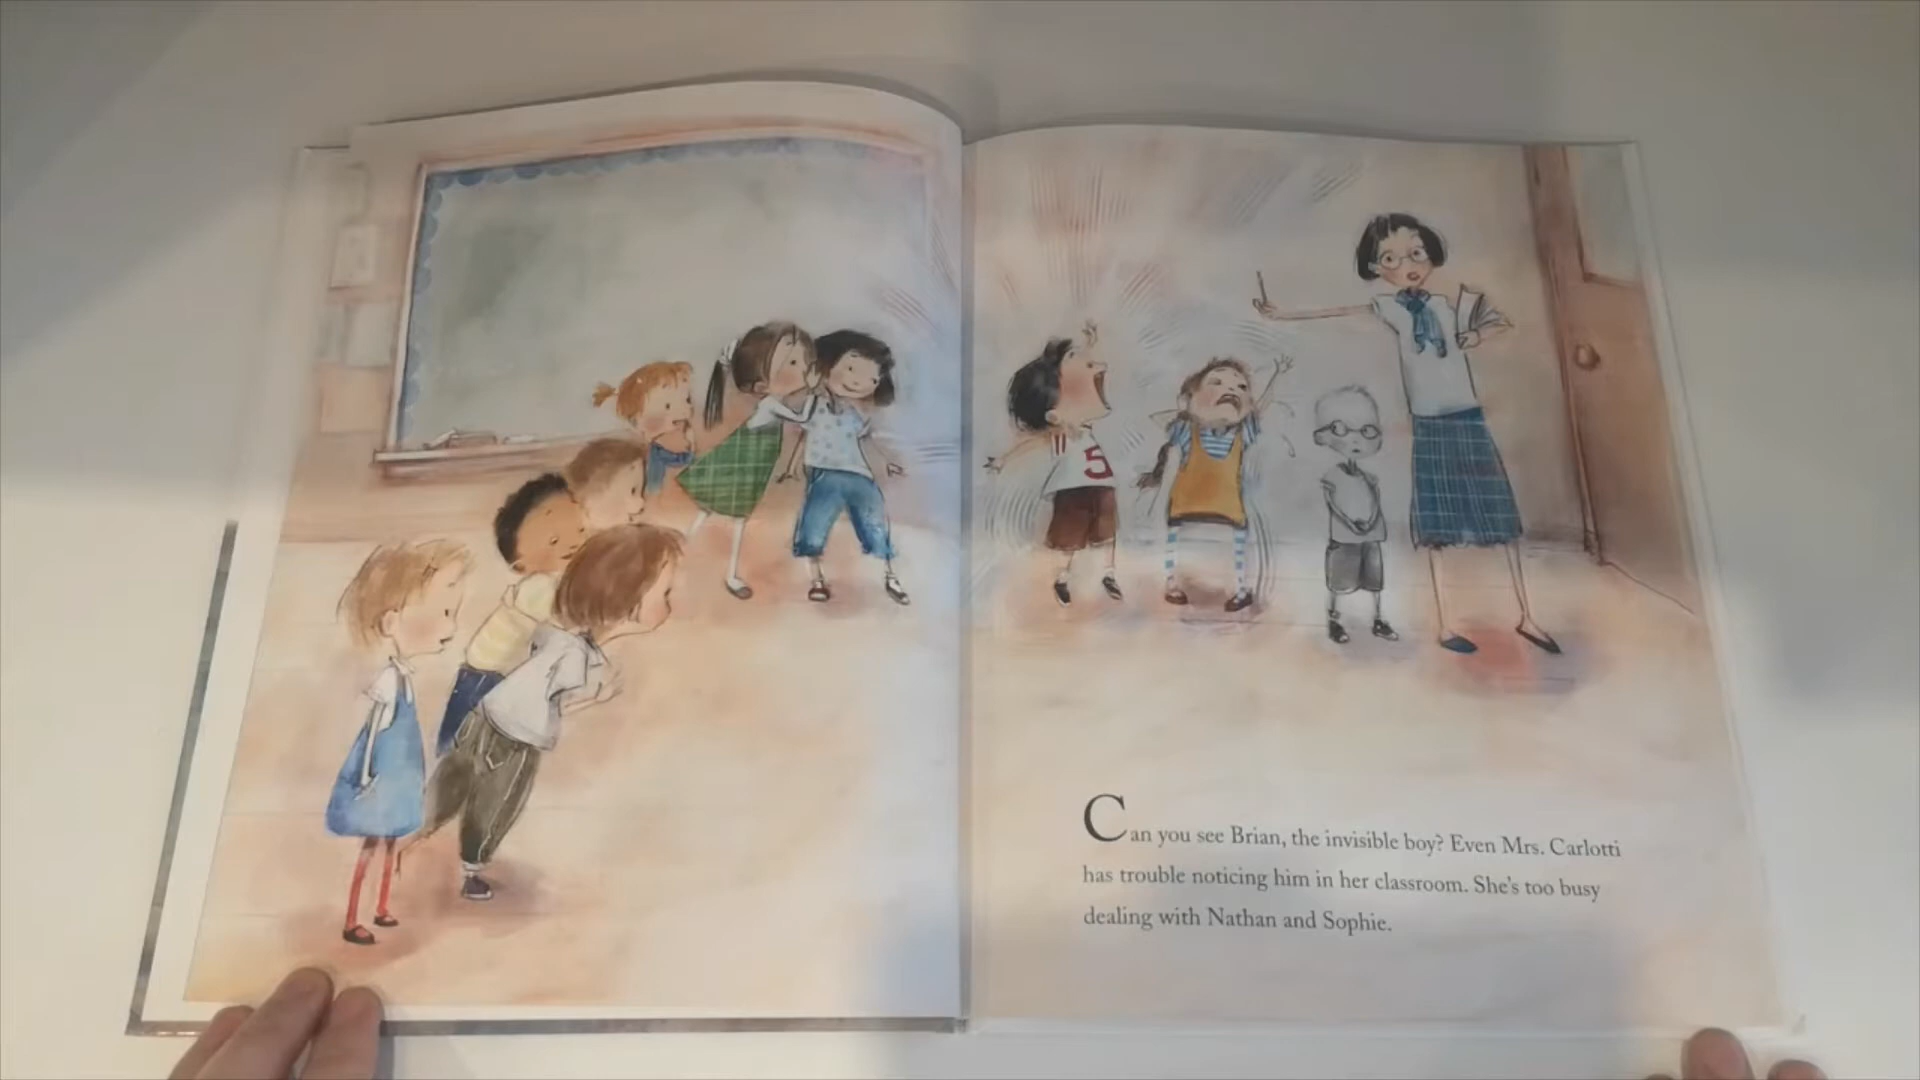 5
Can you see Brian, the invisible boy? Even Mrs. Carlotti
has trouble noticing him in her classroom. She's too busy
dealing with Nathan and Sophie.